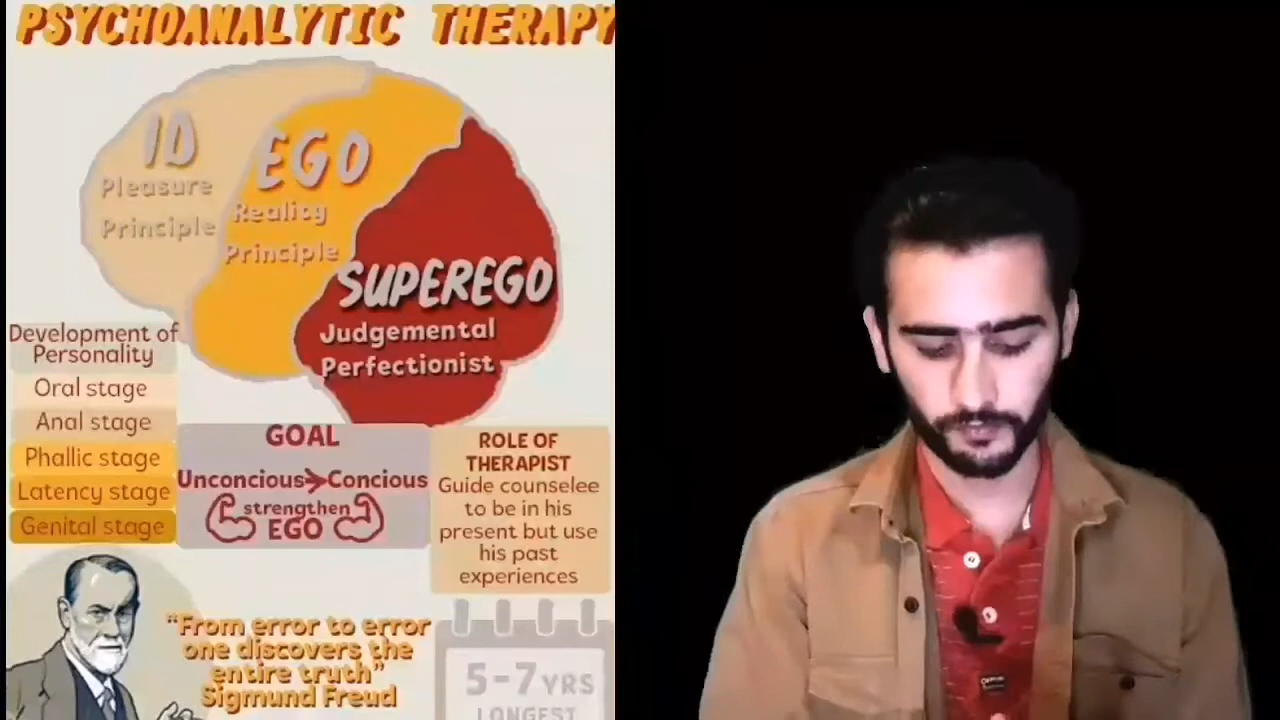 PSYCHOANALYTIC THERAPY
ID
Pleasure
Principle
EGO
Reality
Principle
SUPEREGO
Judgemental
Perfectionist
Development of
Personality
Oral stage
Anal stage
Phallic stage
Latency stage
Genital stage
GOAL
Unconcious→Concious
strengthen
EGO
ROLE OF
THERAPIST
Guide counselee
to be in his
present but use
his past
experiences
"From error to error
one discovers the
entire truth"
Sigmund Freud
5-7 YRS
LONGEST